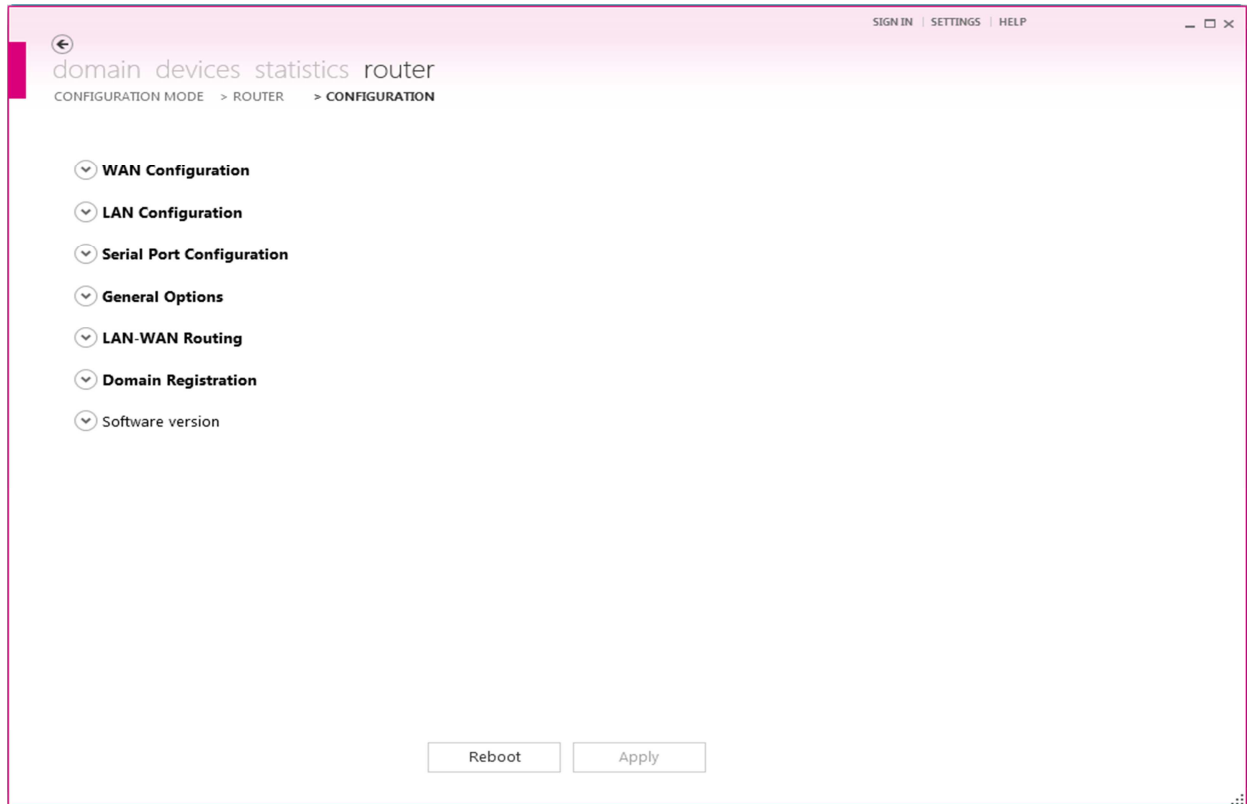 SIGN IN | SETTINGS | HELP
domain devices statistics router
CONFIGURATION MODE > ROUTER > CONFIGURATION
WAN Configuration
LAN Configuration
Serial Port Configuration
General Options
LAN-WAN Routing
Domain Registration
Software version
Reboot Apply